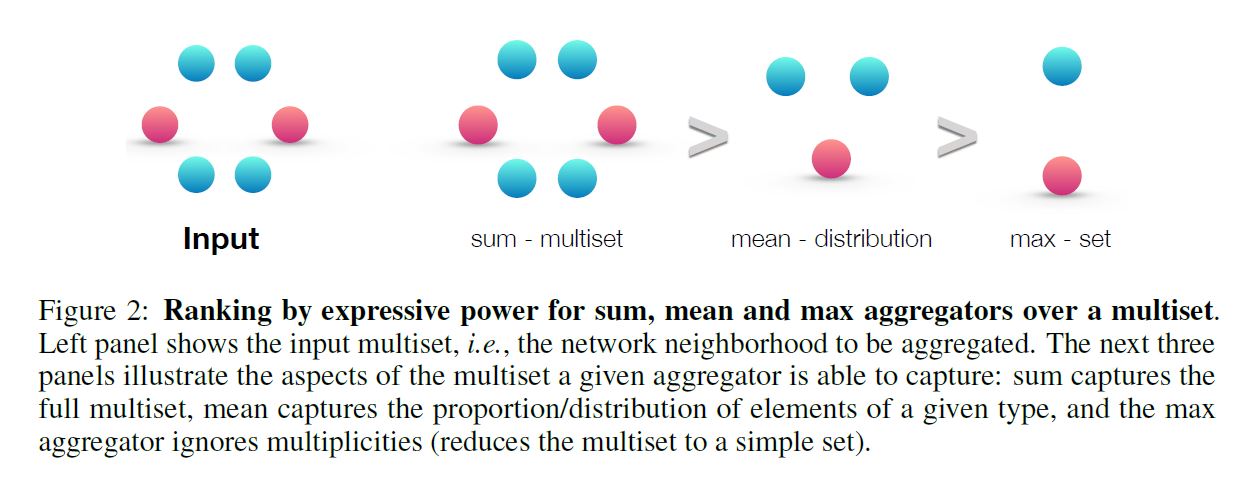 > >
Input sum - multiset mean - distribution max - set
Figure 2: Ranking by expressive power for sum, mean and max aggregators over a multiset.
Left panel shows the input multiset, i.e., the network neighborhood to be aggregated. The next three
panels illustrate the aspects of the multiset a given aggregator is able to capture: sum captures the
full multiset, mean captures the proportion/distribution of elements of a given type, and the max
aggregator ignores multiplicities (reduces the multiset to a simple set).